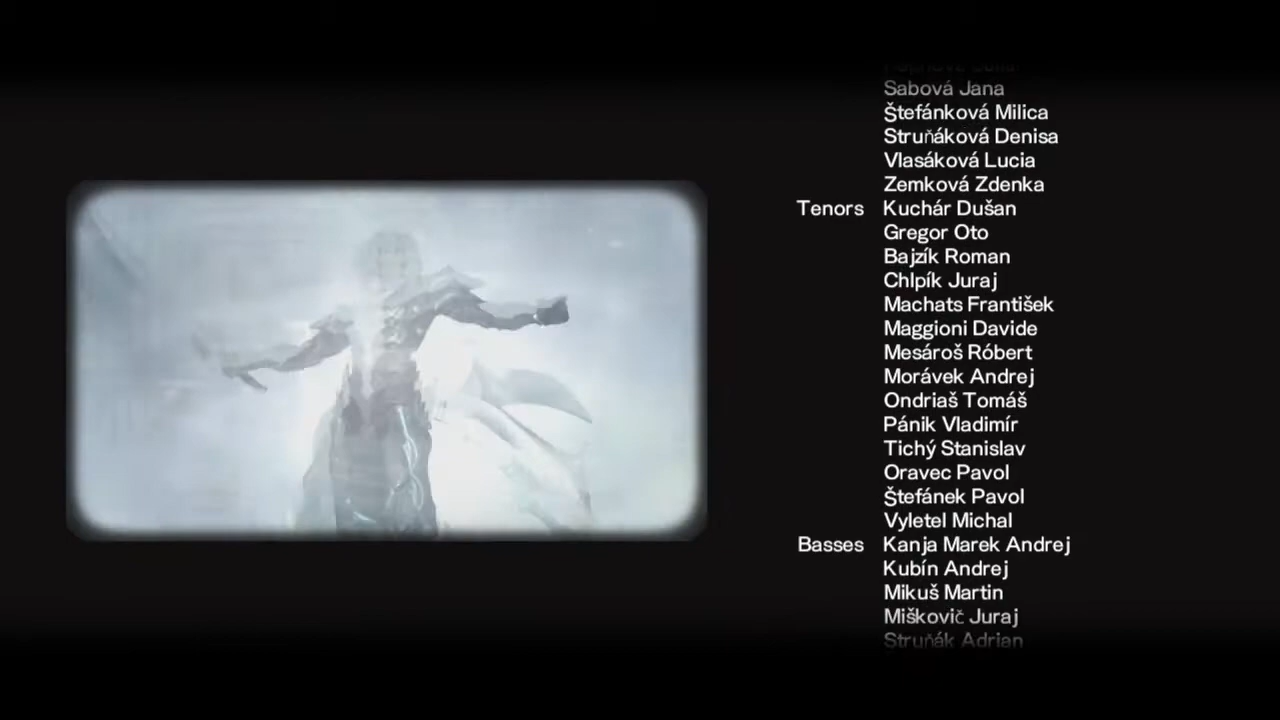 Sabová Jana
Štefánková Milica
Struňáková Denisa
Vlasáková Lucia
Zemková Zdenka
Tenors Kuchár Dušan
Gregor Oto
Bajzík Roman
Chlpík Juraj
Machats František
Maggioni Davide
Mesároš Róbert
Morávek Andrej
Ondriaš Tomáš
Pánik Vladimír
Tichý Stanislav
Oravec Pavol
Štefánek Pavol
Vyletel Michal
Basses Kanja Marek Andrej
Kubín Andrej
Mikuš Martin
Miškovič Juraj
Struňák Adrian